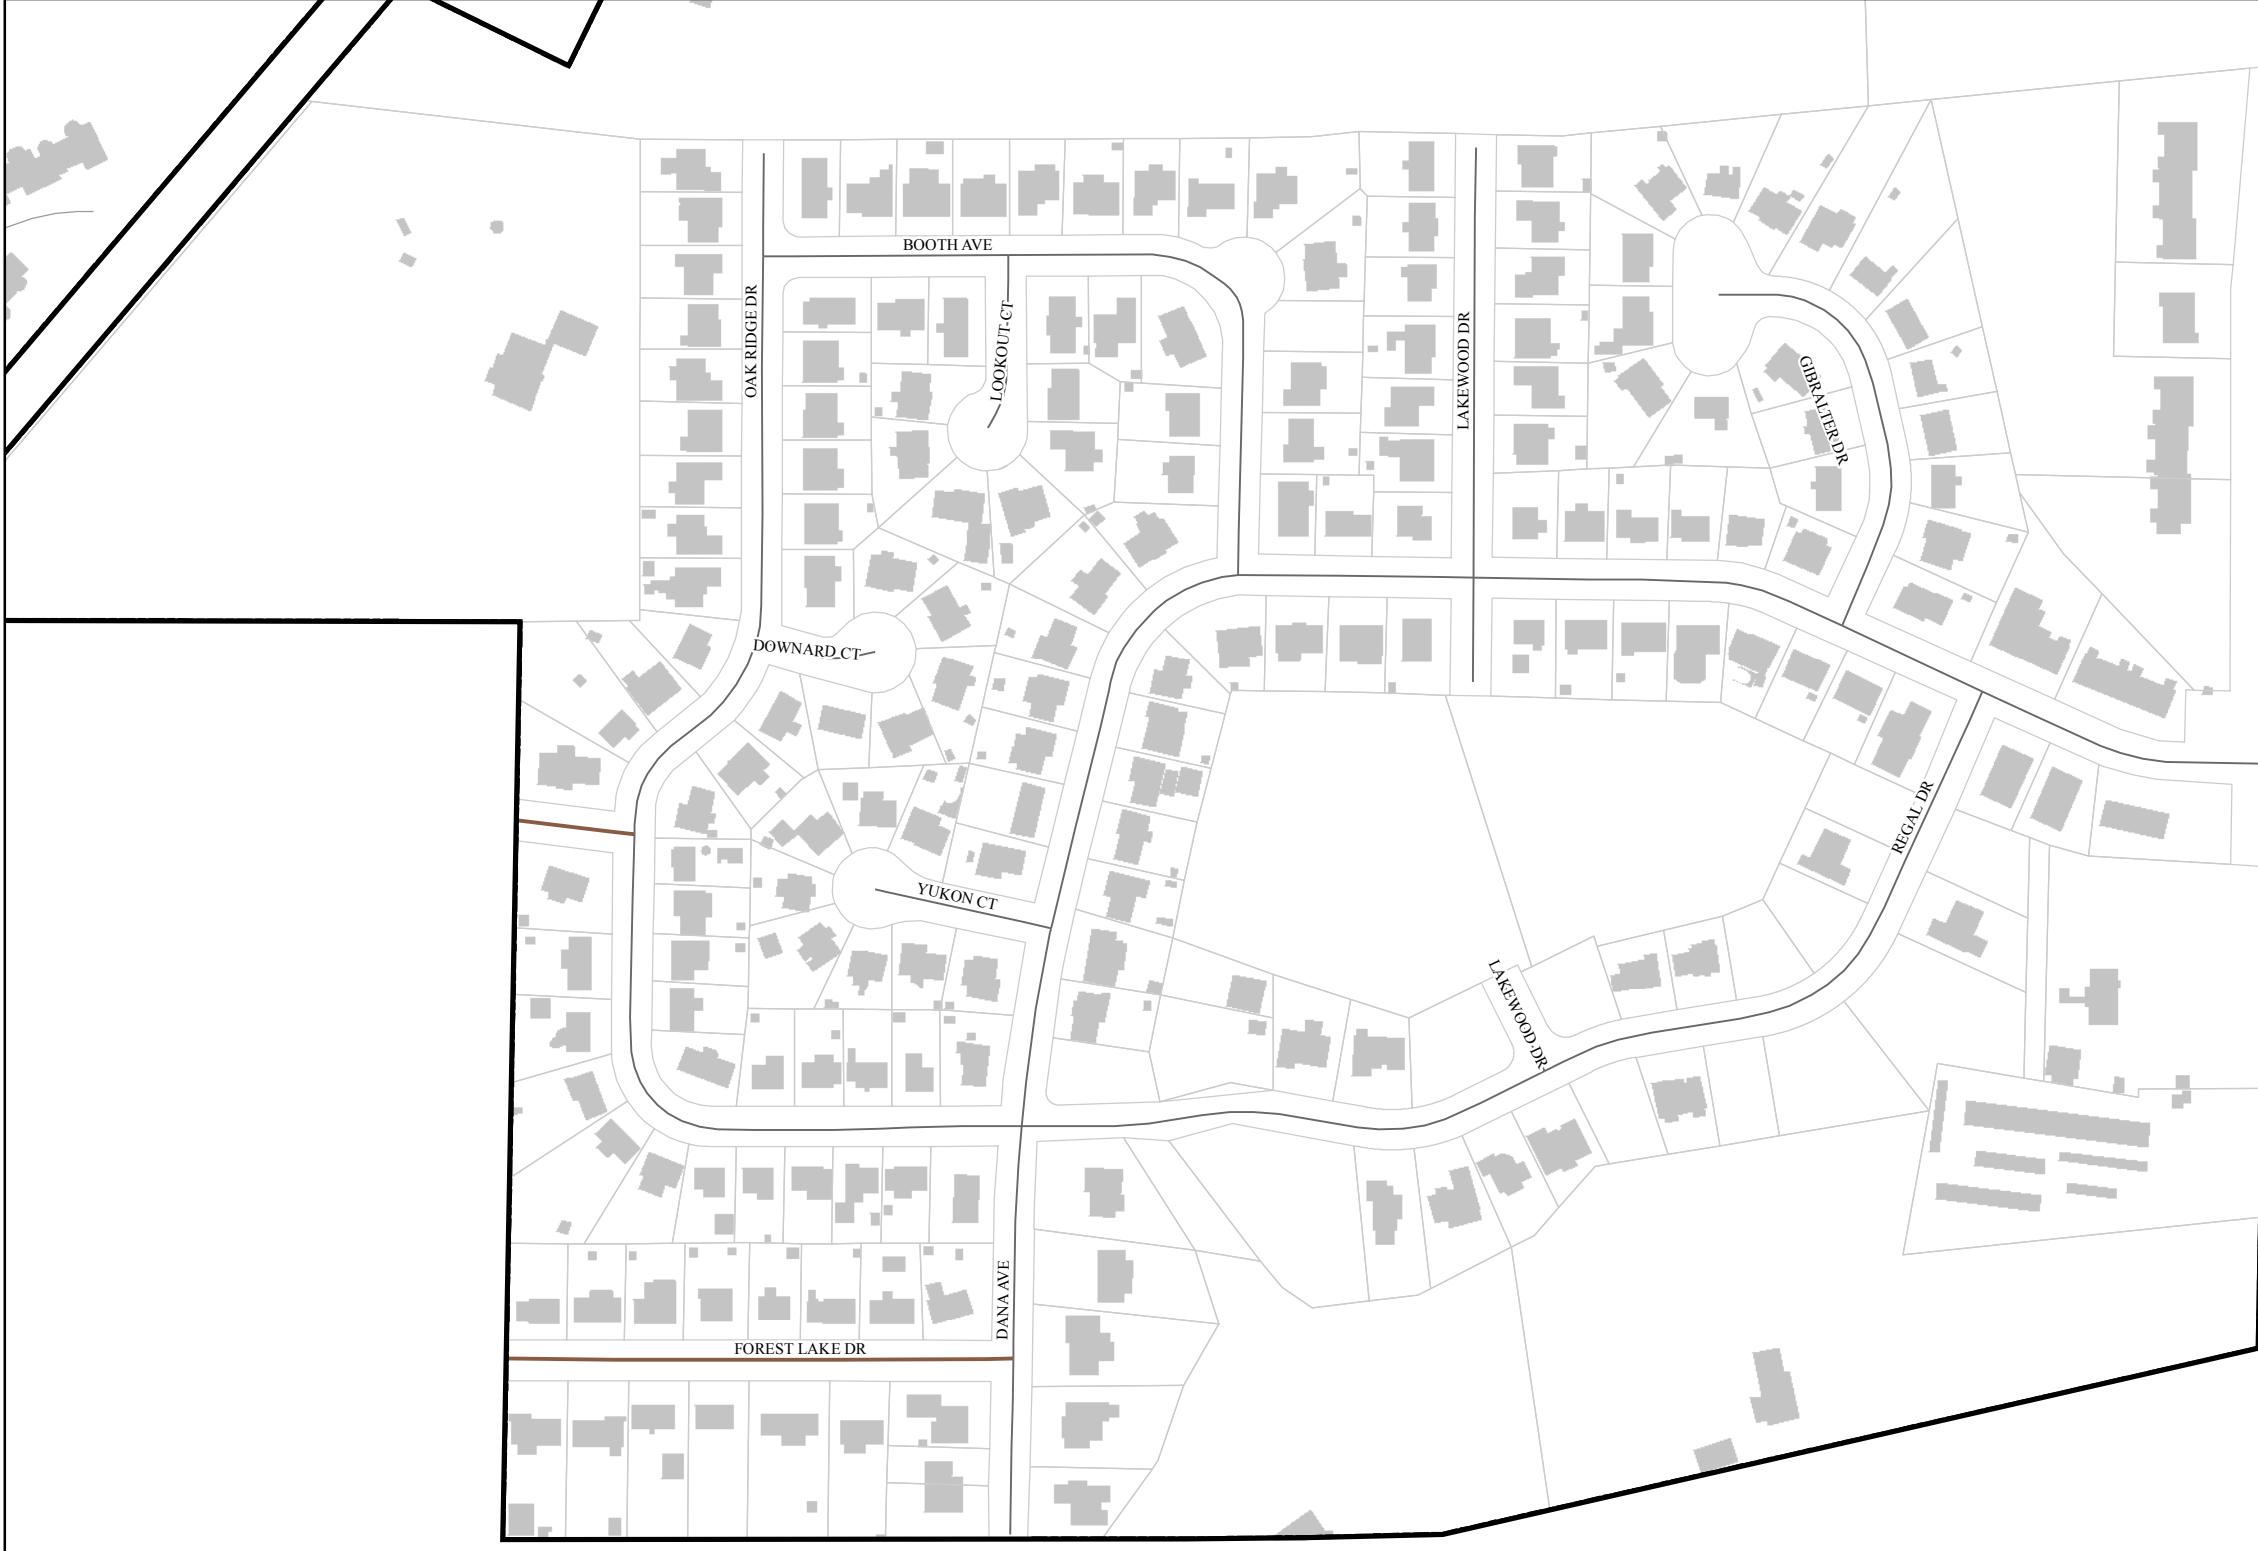 BOOTH AVE
OAK RIDGE DR
LOOKOUT CT
LAKEWOOD DR
GIBRALTER DR
DOWNARD CT
REGAL DR
YUKON CT
LAKEWOOD DR
DANA AVE
FOREST LAKE DR